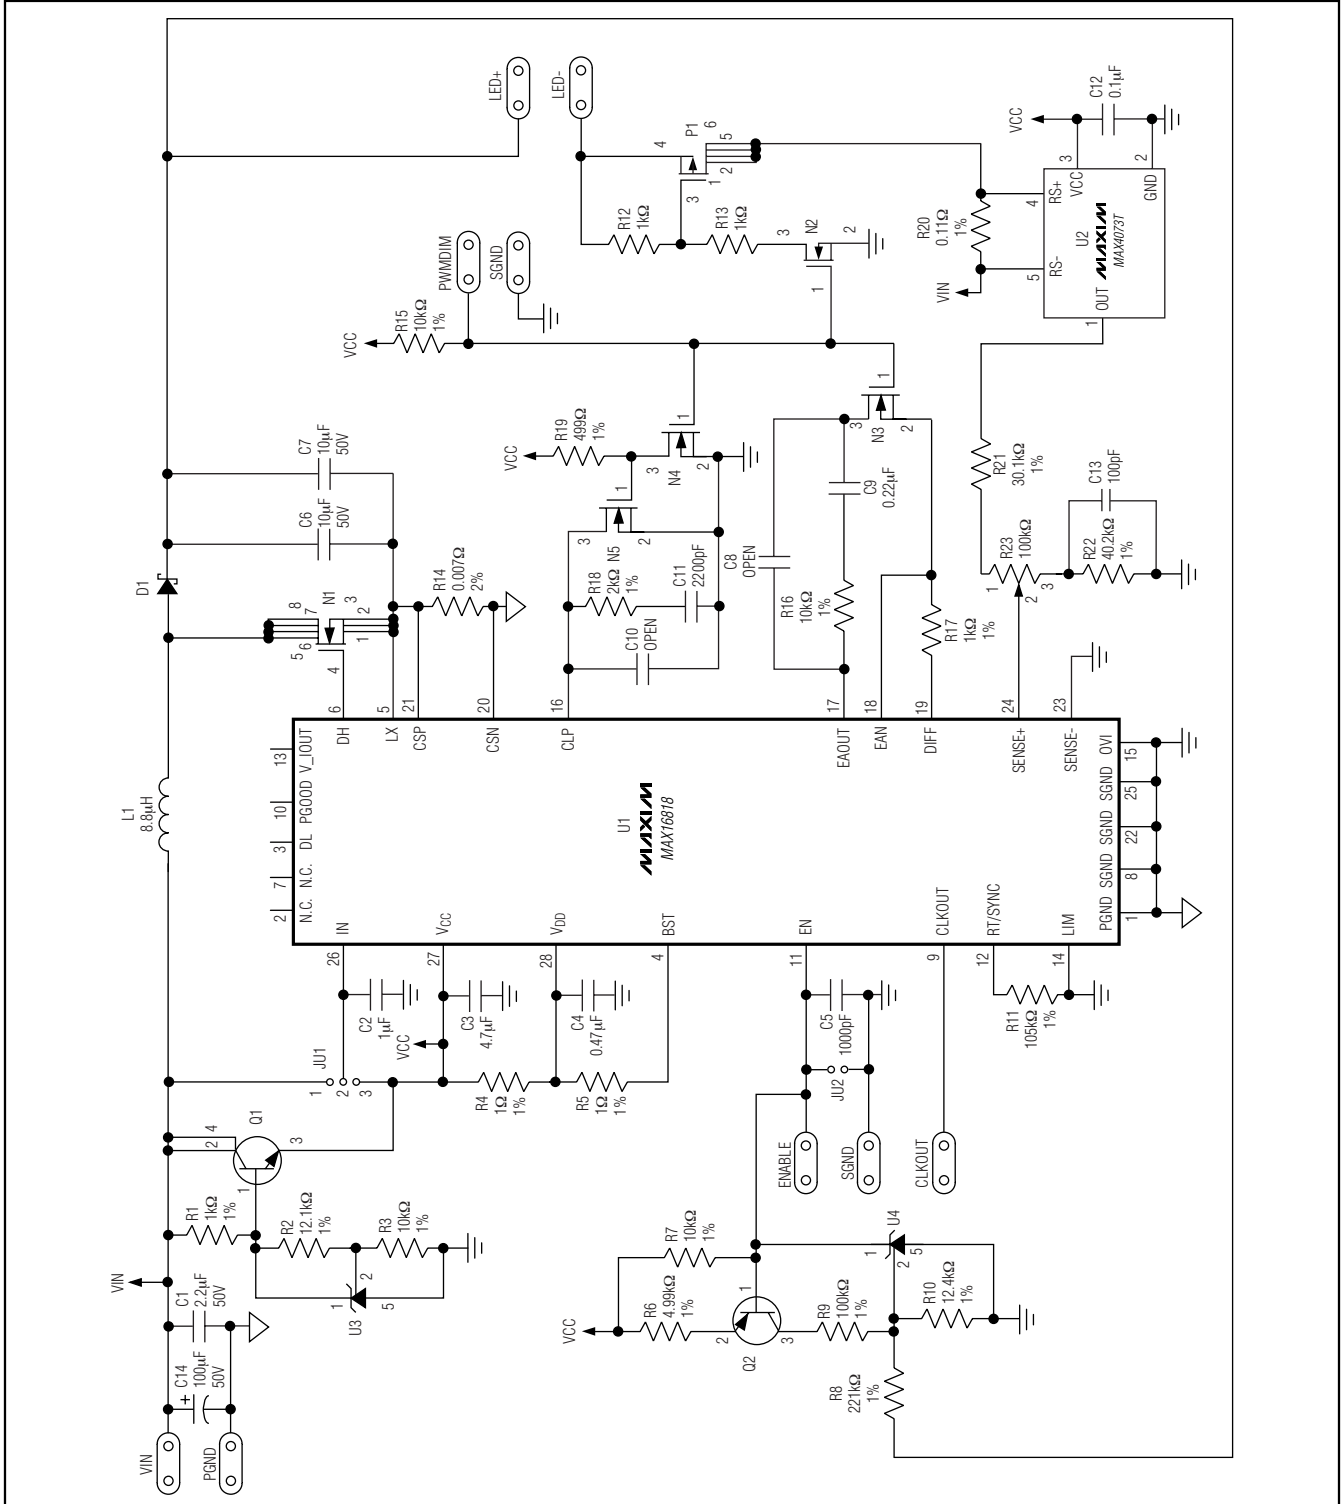 VIN
PGND
C14
100µF
50V
+
C1
2.2µF
50V
VIN
R1
1kΩ
1%
R2
12.1kΩ
1%
R3
10kΩ
1%
U3
1
2
5
Q1
1
2
4
3
JU1
1
2
3
L1
8.8µH
D1
C2
1µF
VCC
C3
4.7µF
R4
1Ω
1%
C4
0.47µF
R5
1Ω
1%
26
IN
27
VCC
28
VDD
4
BST
11
EN
9
CLKOUT
12
RT/SYNC
14
LIM
2
N.C.
7
N.C.
3
DL
10
PGOOD
13
V_IOUT
U1
MAXIM
MAX16818
6
DH
5
LX
21
CSP
20
CSN
16
CLP
17
EAOUT
18
EAN
19
DIFF
24
SENSE+
23
SENSE-
1
PGND
8
SGND
22
SGND
25
SGND
15
OVI
N1
4
5
6
7
8
1
2
3
C6
10µF
50V
C7
10µF
50V
R14
0.007Ω
2%
C10
OPEN
R18
2kΩ
1%
C11
2200pF
N5
1
2
3
VCC
R19
499Ω
1%
N4
1
2
3
VCC
R15
10kΩ
1%
PWMDIM
SGND
LED+
LED-
R12
1kΩ
R13
1kΩ
P1
4
3
1
2
5
6
N2
1
2
3
C8
OPEN
C9
0.22µF
R16
10kΩ
1%
R17
1kΩ
1%
N3
1
2
3
VIN
R20
0.11Ω
1%
U2
MAXIM
MAX4073T
5
RS-
4
RS+
3
VCC
2
GND
1
OUT
VCC
C12
0.1µF
R21
30.1kΩ
1%
R23
100kΩ
1
2
3
R22
40.2kΩ
1%
C13
100pF
C5
1000pF
JU2
ENABLE
SGND
CLKOUT
R11
105kΩ
1%
VCC
R6
4.99kΩ
1%
R7
10kΩ
1%
Q2
1
2
3
R9
100kΩ
1%
R8
221kΩ
1%
R10
12.4kΩ
1%
U4
1
2
5